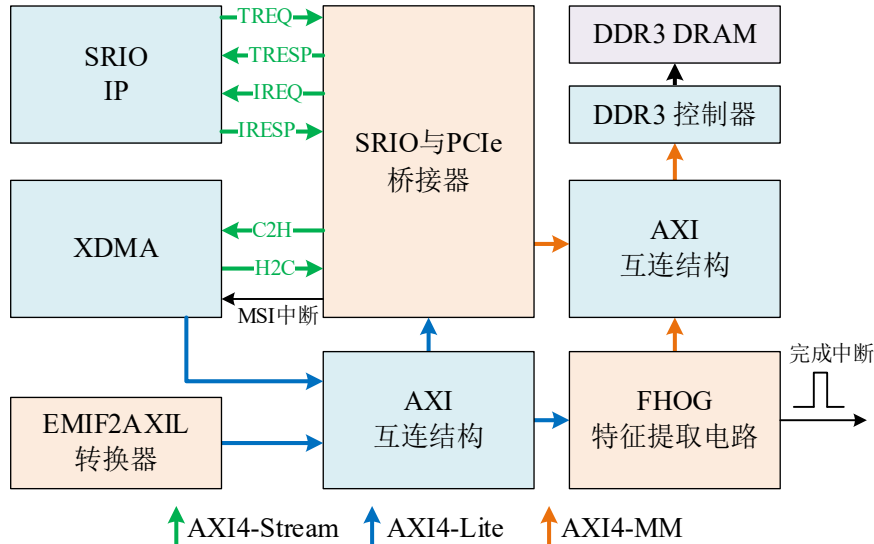 SRIO
IP
TREQ
TRESP
IREQ
IRESP
SRIO与PCIe
桥接器
DDR3 DRAM
DDR3 控制器
XDMA
C2H
H2C
MSI中断
AXI
互连结构
EMIF2AXIL
转换器
AXI
互连结构
FHOG
特征提取电路
完成中断
AXI4-Stream
AXI4-Lite
AXI4-MM